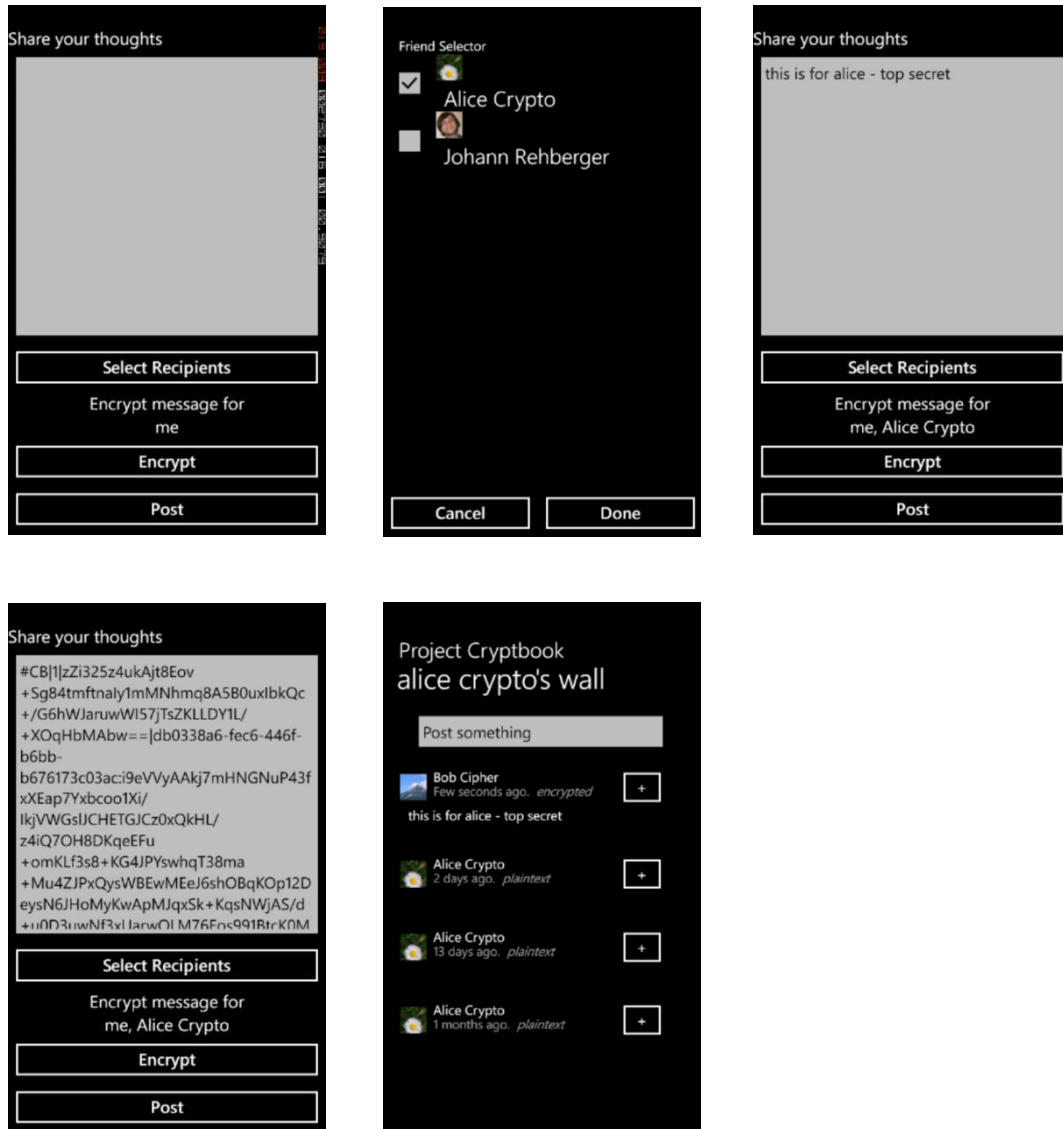 Share your thoughts
Select Recipients
Encrypt message for
me
Encrypt
Post
Friend Selector
Alice Crypto
Johann Rehberger
Cancel
Done
Share your thoughts
this is for alice - top secret
Select Recipients
Encrypt message for
me, Alice Crypto
Encrypt
Post
Share your thoughts
#CB|1|zZi325z4ukAjt8Eov
+Sg84tmftnaIy1mMNhmq8A5B0uxIbkQc
+/G6hWJaruwWI57jTsZKLLDY1L/
+XOqHbMAbw==|db0338a6-fec6-446f-
b6bb-
b676173c03ac:i9eVVyAAkj7mHNGNuP43f
xXEap7Yxbcoo1Xi/
IkjVWGslJCHETGJCz0xQkHL/
z4iQ7OH8DKqeEFu
+omKLf3s8+KG4JPYswhqT38ma
+Mu4ZJPxQysWBEwMEeJ6shOBqKOp12D
eysN6JHoMyKwApMJqxSk+KqsNWjAS/d
Select Recipients
Encrypt message for
me, Alice Crypto
Encrypt
Post
Project Cryptbook
alice crypto's wall
Post something
Bob Cipher
Few seconds ago. encrypted
+
this is for alice - top secret
Alice Crypto
2 days ago. plaintext
+
Alice Crypto
13 days ago. plaintext
+
Alice Crypto
1 months ago. plaintext
+